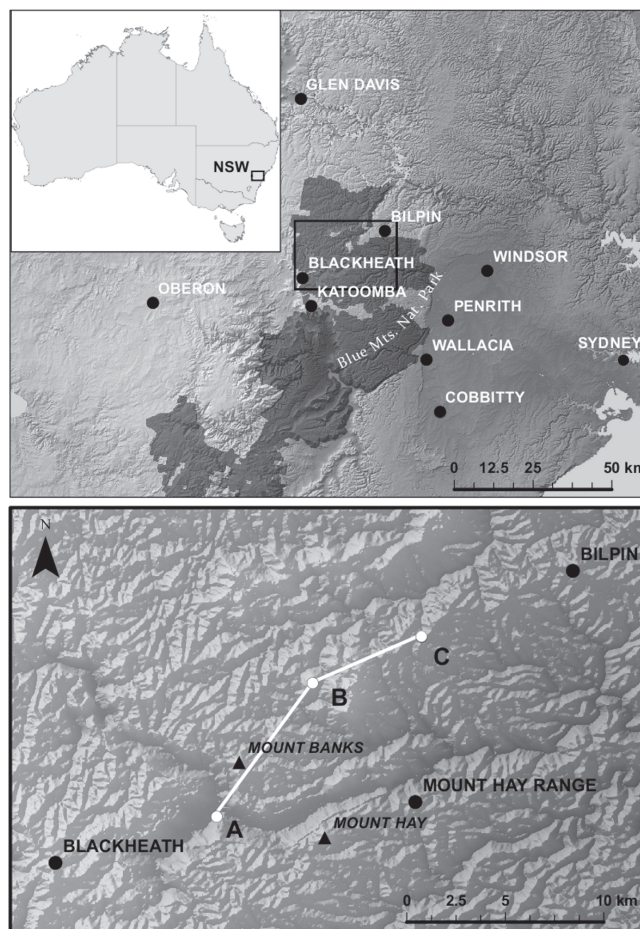 NSW
GLEN DAVIS
BILPIN
BLACKHEATH
WINDSOR
OBERON
KATOOMBA
Blue Mts. Nat. Park
PENRITH
WALLACIA
SYDNEY
COBBITTY
0 12.5 25 50 km
N
BILPIN
C
B
MOUNT BANKS
MOUNT HAY RANGE
A
MOUNT HAY
BLACKHEATH
0 2.5 5 10 km